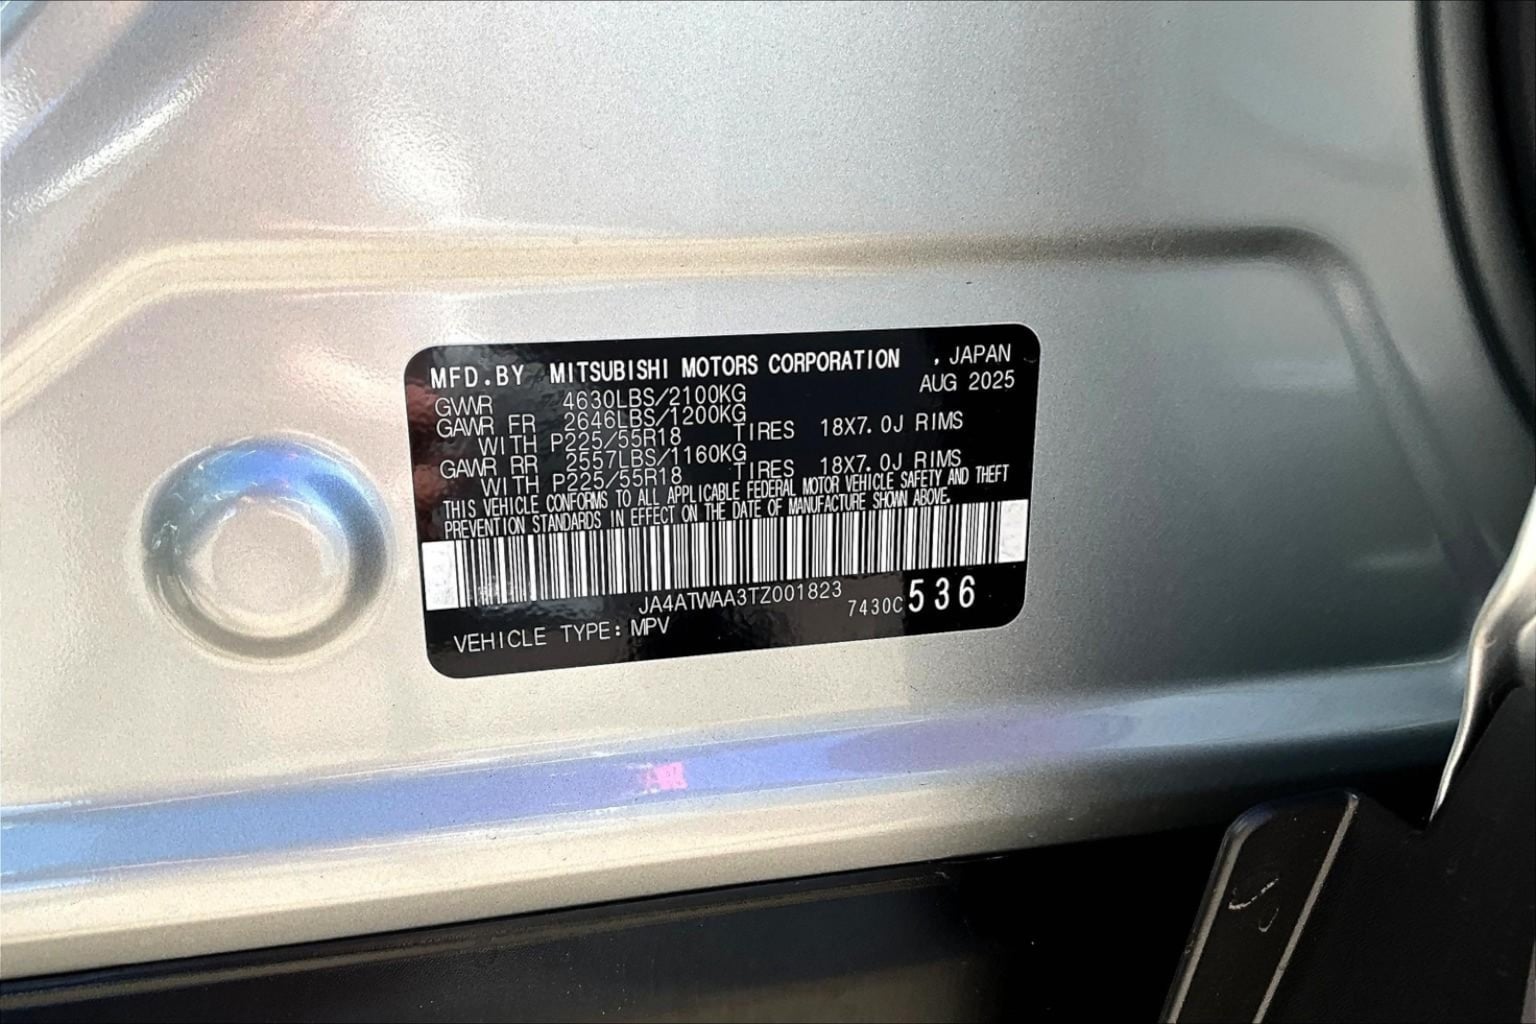 MFD.BY MITSUBISHI MOTORS CORPORATION , JAPAN
AUG 2025
GVWR 4630LBS/2100KG
GAWR FR 2646LBS/1200KG
WITH P225/55R18 TIRES 18X7.0J RIMS
GAWR RR 2557LBS/1160KG
WITH P225/55R18 TIRES 18X7.0J RIMS
THIS VEHICLE CONFORMS TO ALL APPLICABLE FEDERAL MOTOR VEHICLE SAFETY AND THEFT
PREVENTION STANDARDS IN EFFECT ON THE DATE OF MANUFACTURE SHOWN ABOVE.
JA4ATWAA3TZ001823
7430C 536
VEHICLE TYPE: MPV